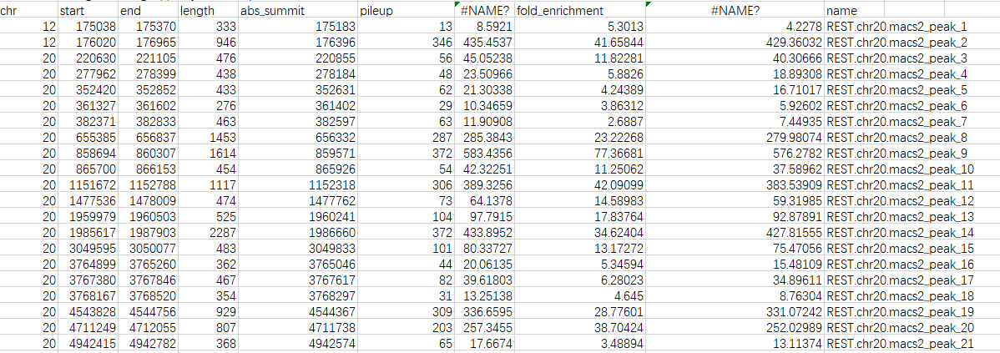 chr start end length abs_summit pileup #NAME? fold_enrichment #NAME? name
12 175038 175370 333 175183 13 8.5921 5.3013 4.2278 REST.chr20.macs2_peak_1
12 176020 176965 946 176396 346 435.4537 41.65844 429.36032 REST.chr20.macs2_peak_2
20 220630 221105 476 220855 56 45.05238 11.82281 40.30666 REST.chr20.macs2_peak_3
20 277962 278399 438 278184 48 23.50966 5.8826 18.89308 REST.chr20.macs2_peak_4
20 352420 352852 433 352631 62 21.30338 4.24389 16.71017 REST.chr20.macs2_peak_5
20 361327 361602 276 361402 29 10.34659 3.86312 5.92602 REST.chr20.macs2_peak_6
20 382371 382833 463 382597 63 11.90908 2.6887 7.44935 REST.chr20.macs2_peak_7
20 655385 656837 1453 656332 287 285.3843 23.22268 279.98074 REST.chr20.macs2_peak_8
20 858694 860307 1614 859571 372 583.4356 77.36681 576.2782 REST.chr20.macs2_peak_9
20 865700 866153 454 865926 54 42.32251 11.25062 37.58962 REST.chr20.macs2_peak_10
20 1151672 1152788 1117 1152318 306 389.3256 42.09099 383.53909 REST.chr20.macs2_peak_11
20 1477536 1478009 474 1477762 73 64.1378 14.58983 59.31985 REST.chr20.macs2_peak_12
20 1959979 1960503 525 1960241 104 97.7915 17.83764 92.87891 REST.chr20.macs2_peak_13
20 1985617 1987903 2287 1986660 372 433.8952 34.62404 427.81555 REST.chr20.macs2_peak_14
20 3049595 3050077 483 3049833 101 80.33727 13.17272 75.47056 REST.chr20.macs2_peak_15
20 3764899 3765260 362 3765046 44 20.06135 5.34594 15.48109 REST.chr20.macs2_peak_16
20 3767380 3767846 467 3767617 82 39.61803 6.28023 34.89611 REST.chr20.macs2_peak_17
20 3768167 3768520 354 3768297 31 13.25138 4.645 8.76304 REST.chr20.macs2_peak_18
20 4543828 4544756 929 4544367 309 336.6595 28.77601 331.07242 REST.chr20.macs2_peak_19
20 4711249 4712055 807 4711738 203 257.3455 38.70424 252.02989 REST.chr20.macs2_peak_20
20 4942415 4942782 368 4942574 65 17.6674 3.48894 13.11374 REST.chr20.macs2_peak_21